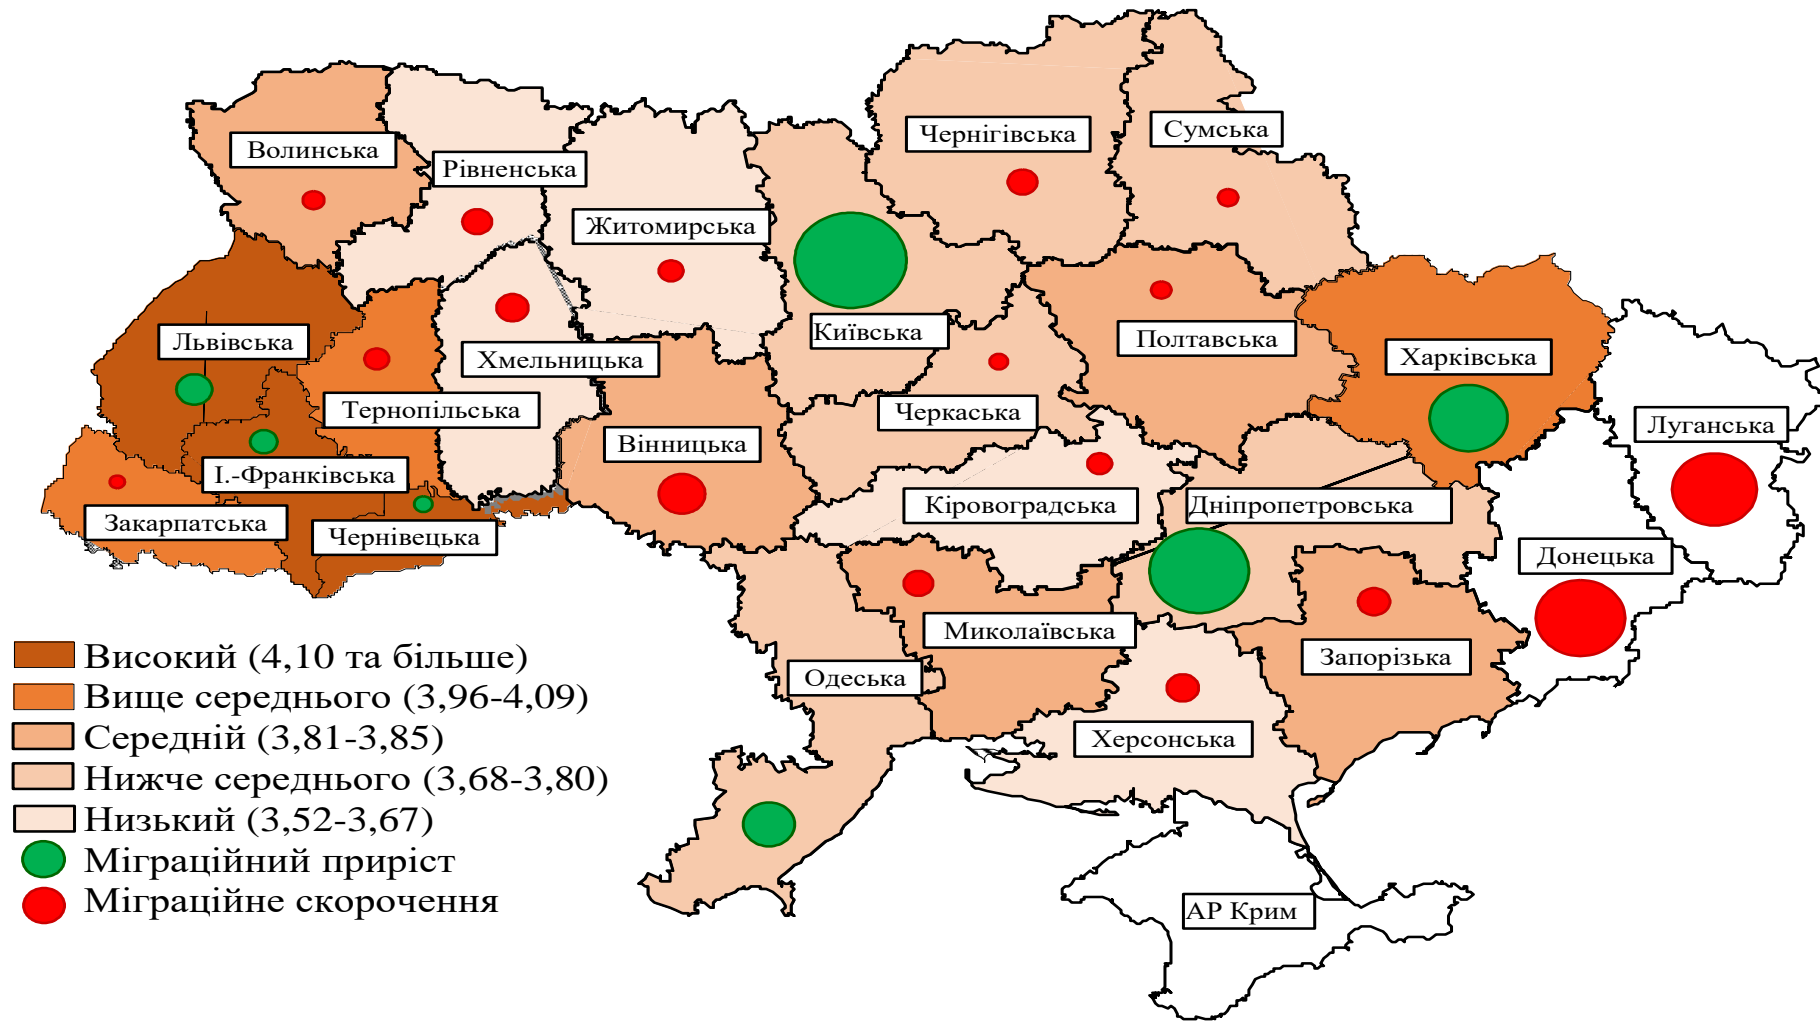 Чернігівська
Сумська
Волинська
Рівненська
Житомирська
Київська
Львівська
Хмельницька
Полтавська
Харківська
Тернопільська
Черкаська
Луганська
Вінницька
І.-Франківська
Кіровоградська
Дніпропетровська
Закарпатська
Чернівецька
Донецька
Миколаївська
Запорізька
Одеська
Херсонська
АР Крим
Високий (4,10 та більше)
Вище середнього (3,96-4,09)
Середній (3,81-3,85)
Нижче середнього (3,68-3,80)
Низький (3,52-3,67)
Міграційний приріст
Міграційне скорочення